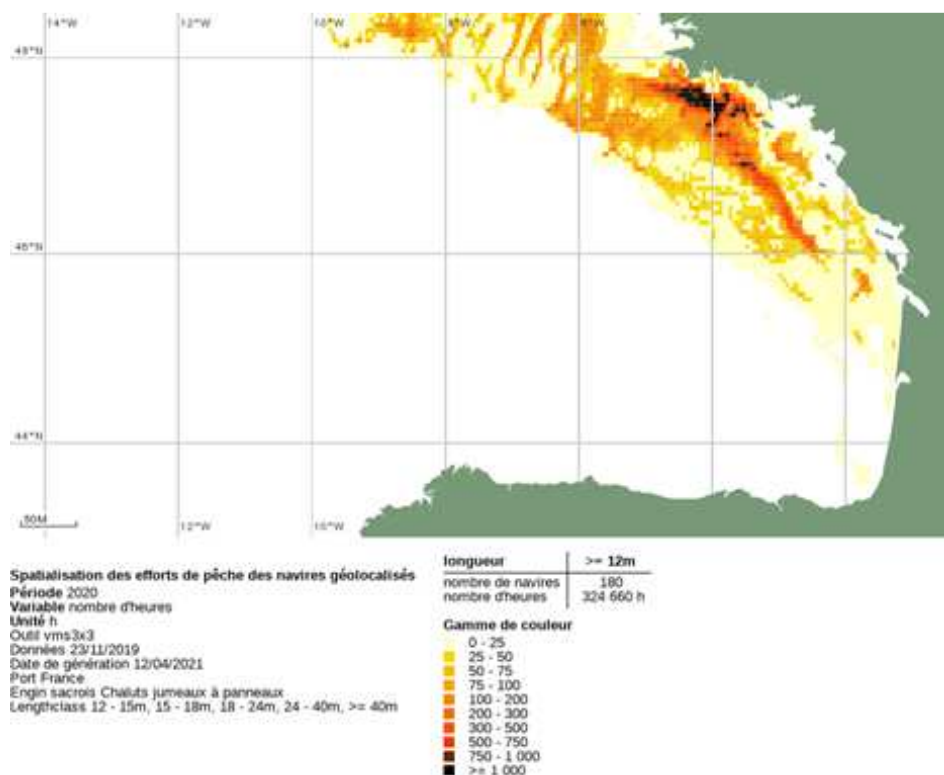 14°W 12°W 10°W 8°W 6°W
48°N
46°N
44°N
50M
12°W 10°W
Spatialisation des efforts de pêche des navires géolocalisés
Période 2020
Variable nombre d'heures
Unité h
Outil vms3x3
Données 23/11/2019
Date de génération 12/04/2021
Port France
Engin sacrois Chaluts jumeaux à panneaux
Lengthclass 12 - 15m, 15 - 18m, 18 - 24m, 24 - 40m, >= 40m
longueur >= 12m
nombre de navires 180
nombre d'heures 324 660 h
Gamme de couleur
0 - 25
25 - 50
50 - 75
75 - 100
100 - 200
200 - 300
300 - 500
500 - 750
750 - 1 000
>= 1 000